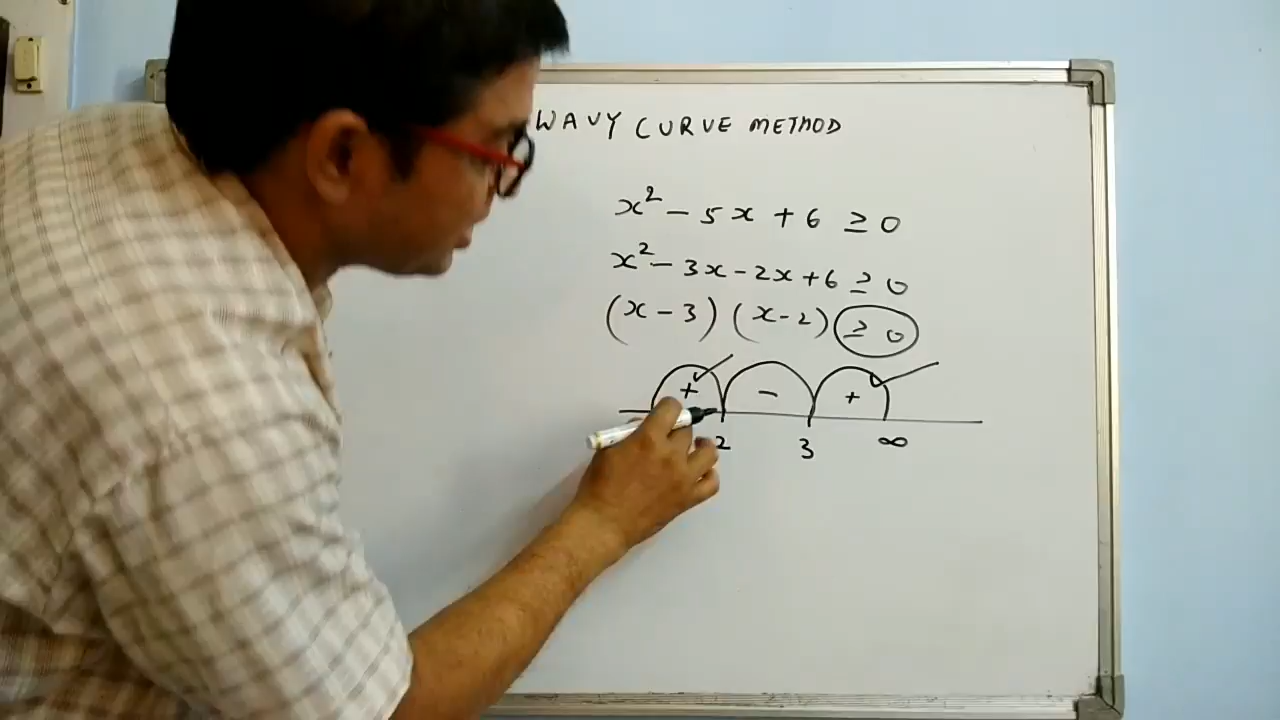 WAVY CURVE METHOD
x² - 5x + 6 ≥ 0
x² - 3x - 2x + 6 ≥ 0
(x - 3) (x - 2) ≥ 0
+ - +
2 3 ∞